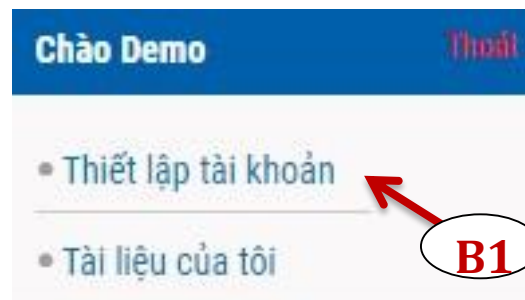 Chào Demo Thoát
• Thiết lập tài khoản
• Tài liệu của tôi
B1